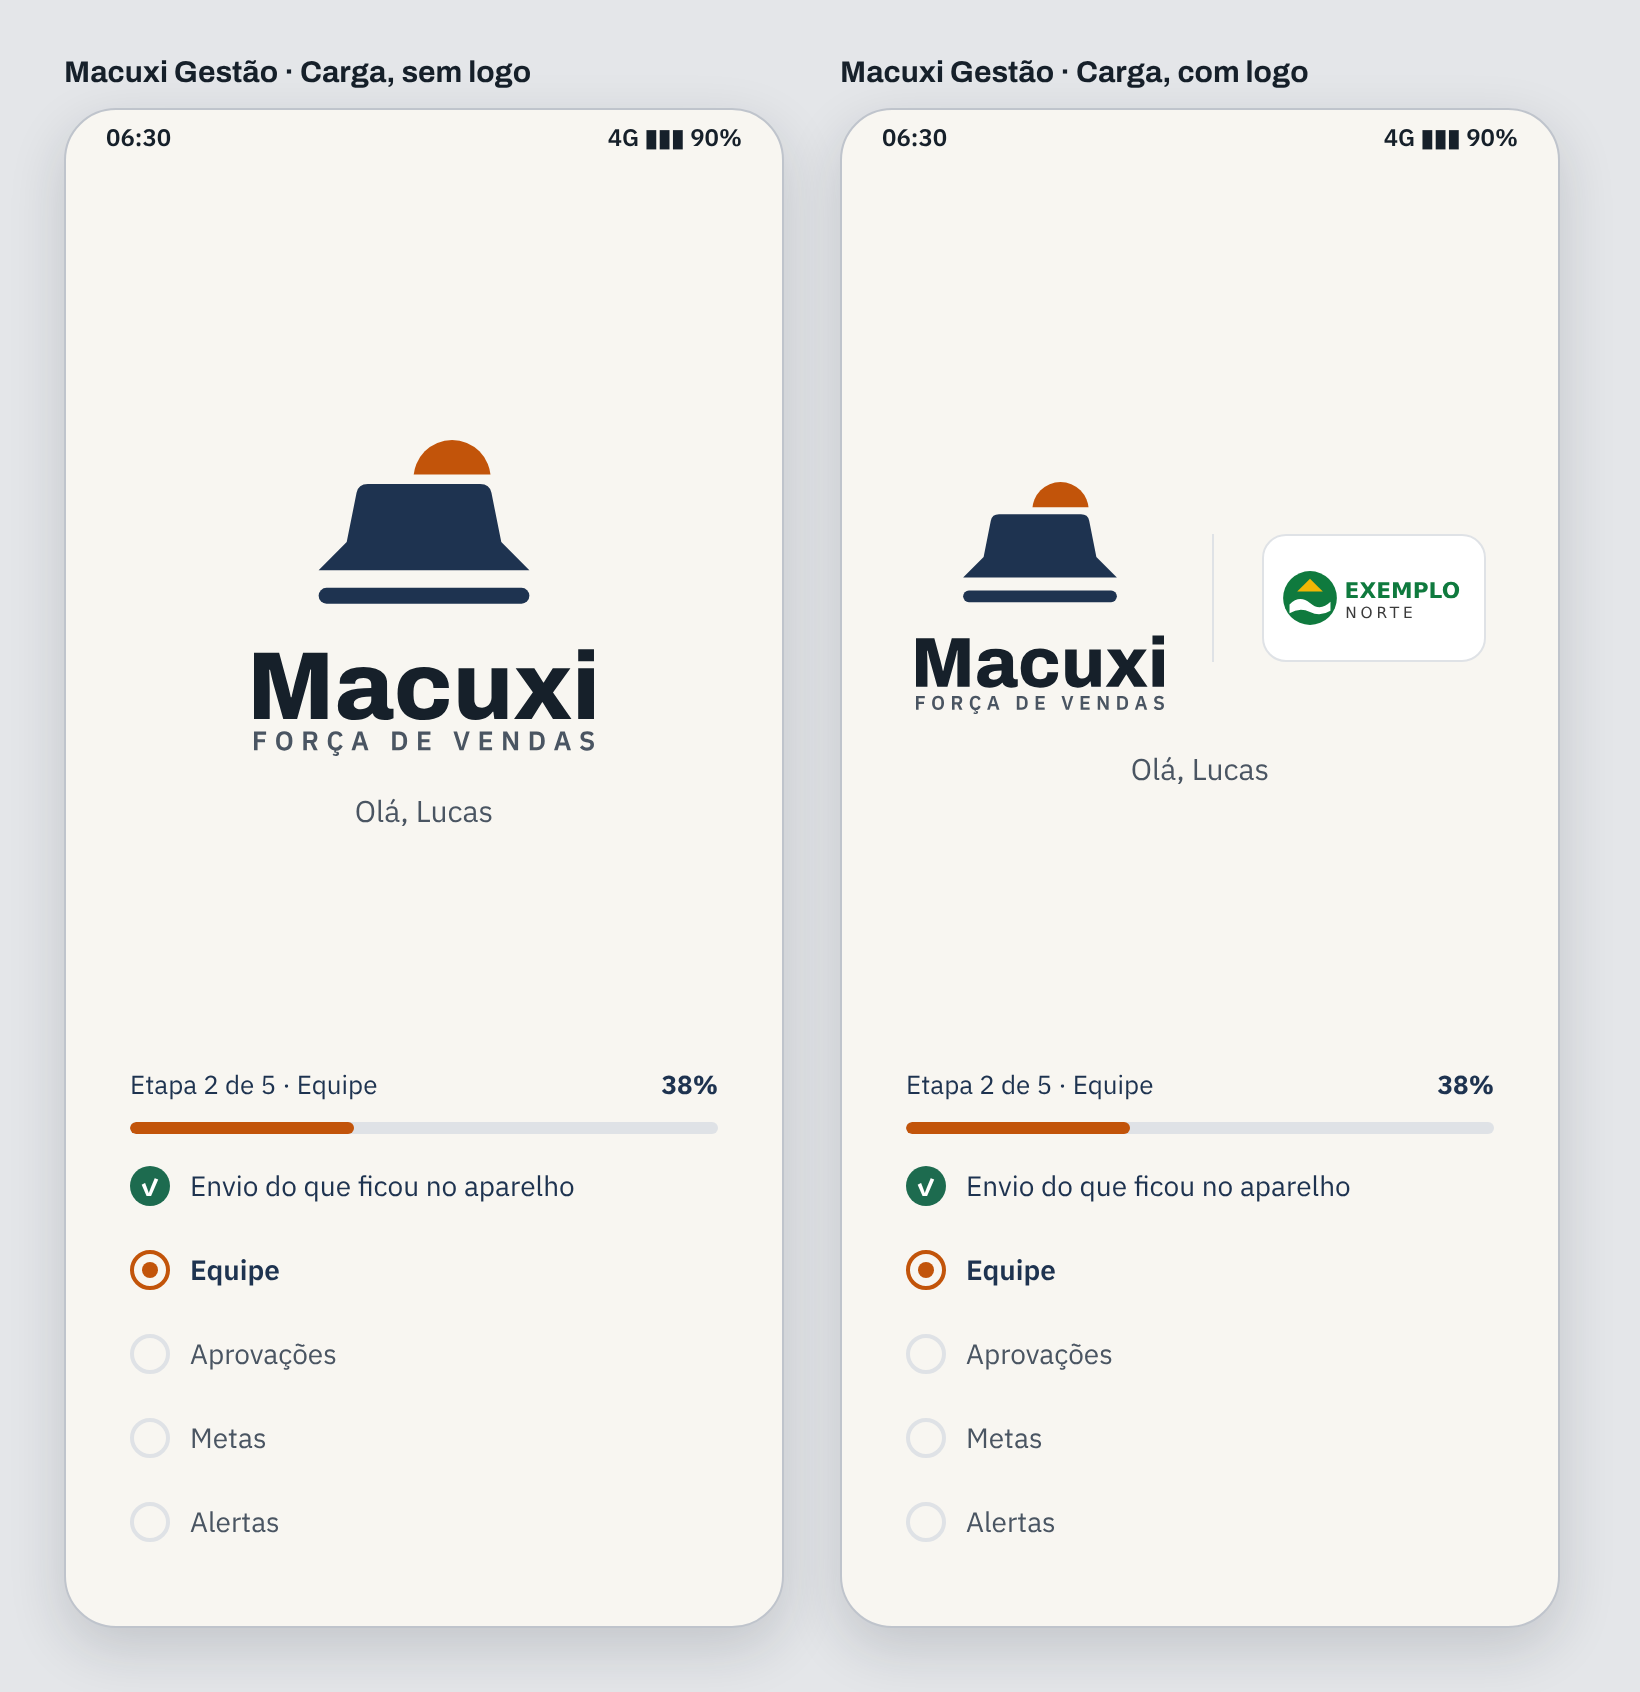 Macuxi Gestão · Carga, sem logo
06:30
4G 90%
Macuxi
FORÇA DE VENDAS
Olá, Lucas
Etapa 2 de 5 · Equipe
38%
Envio do que ficou no aparelho
Equipe
Aprovações
Metas
Alertas
Macuxi Gestão · Carga, com logo
06:30
4G 90%
Macuxi
FORÇA DE VENDAS
EXEMPLO
NORTE
Olá, Lucas
Etapa 2 de 5 · Equipe
38%
Envio do que ficou no aparelho
Equipe
Aprovações
Metas
Alertas